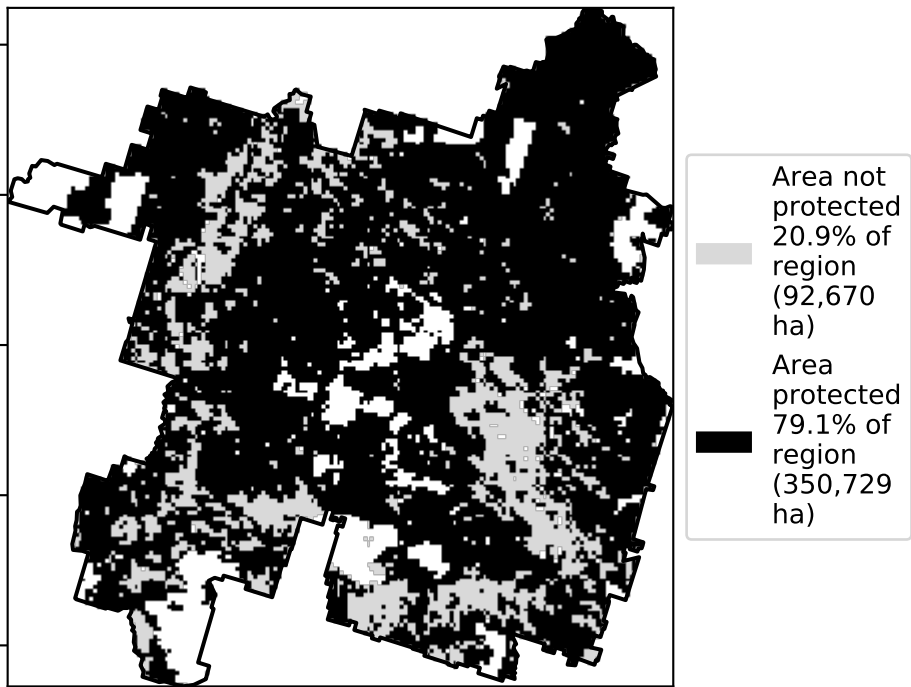 Area not
protected
20.9% of
region
(92,670
ha)
Area
protected
79.1% of
region
(350,729
ha)